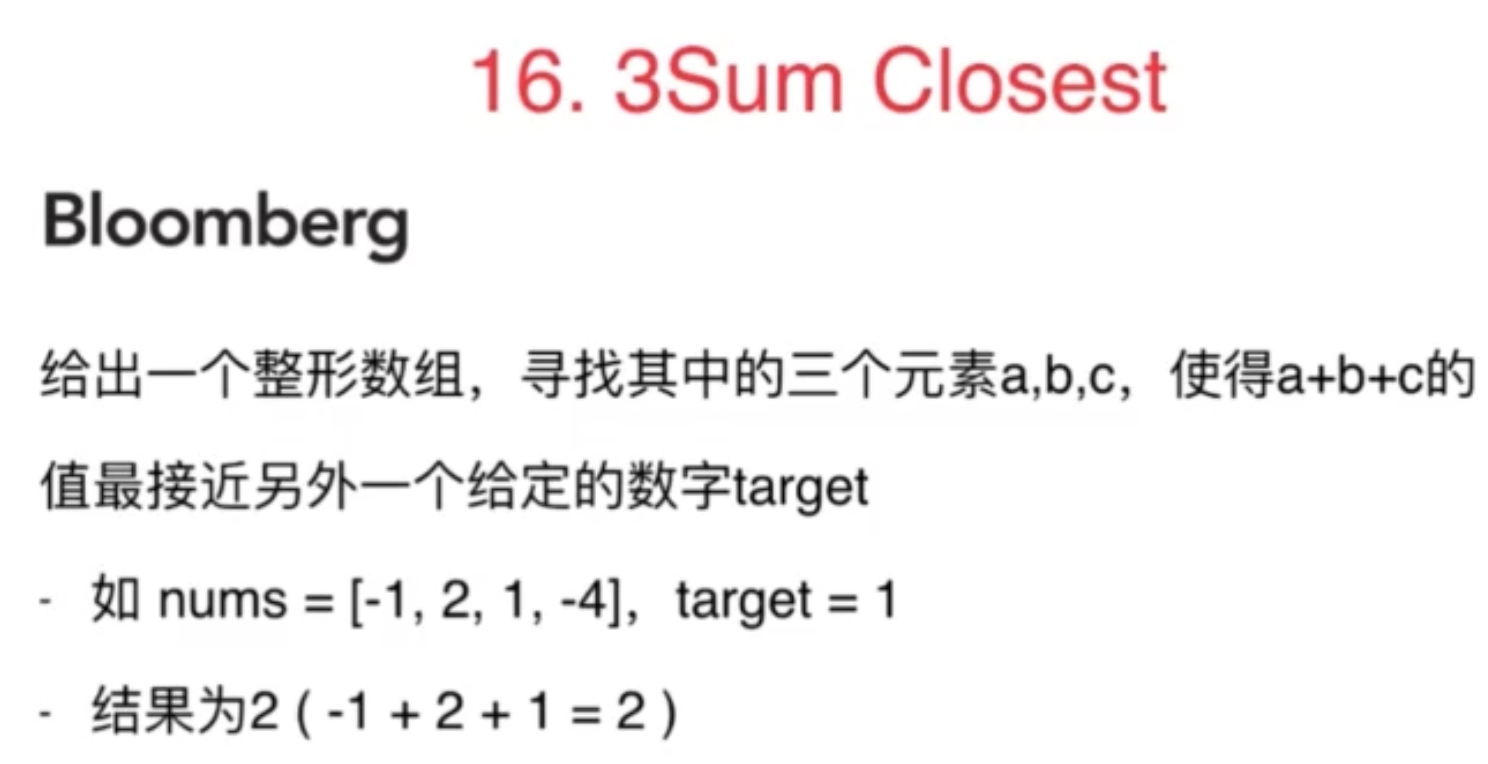 16. 3Sum Closest
Bloomberg
给出一个整形数组，寻找其中的三个元素a,b,c，使得a+b+c的
值最接近另外一个给定的数字target
- 如 nums = [-1, 2, 1, -4]，target = 1
- 结果为2 ( -1 + 2 + 1 = 2 )